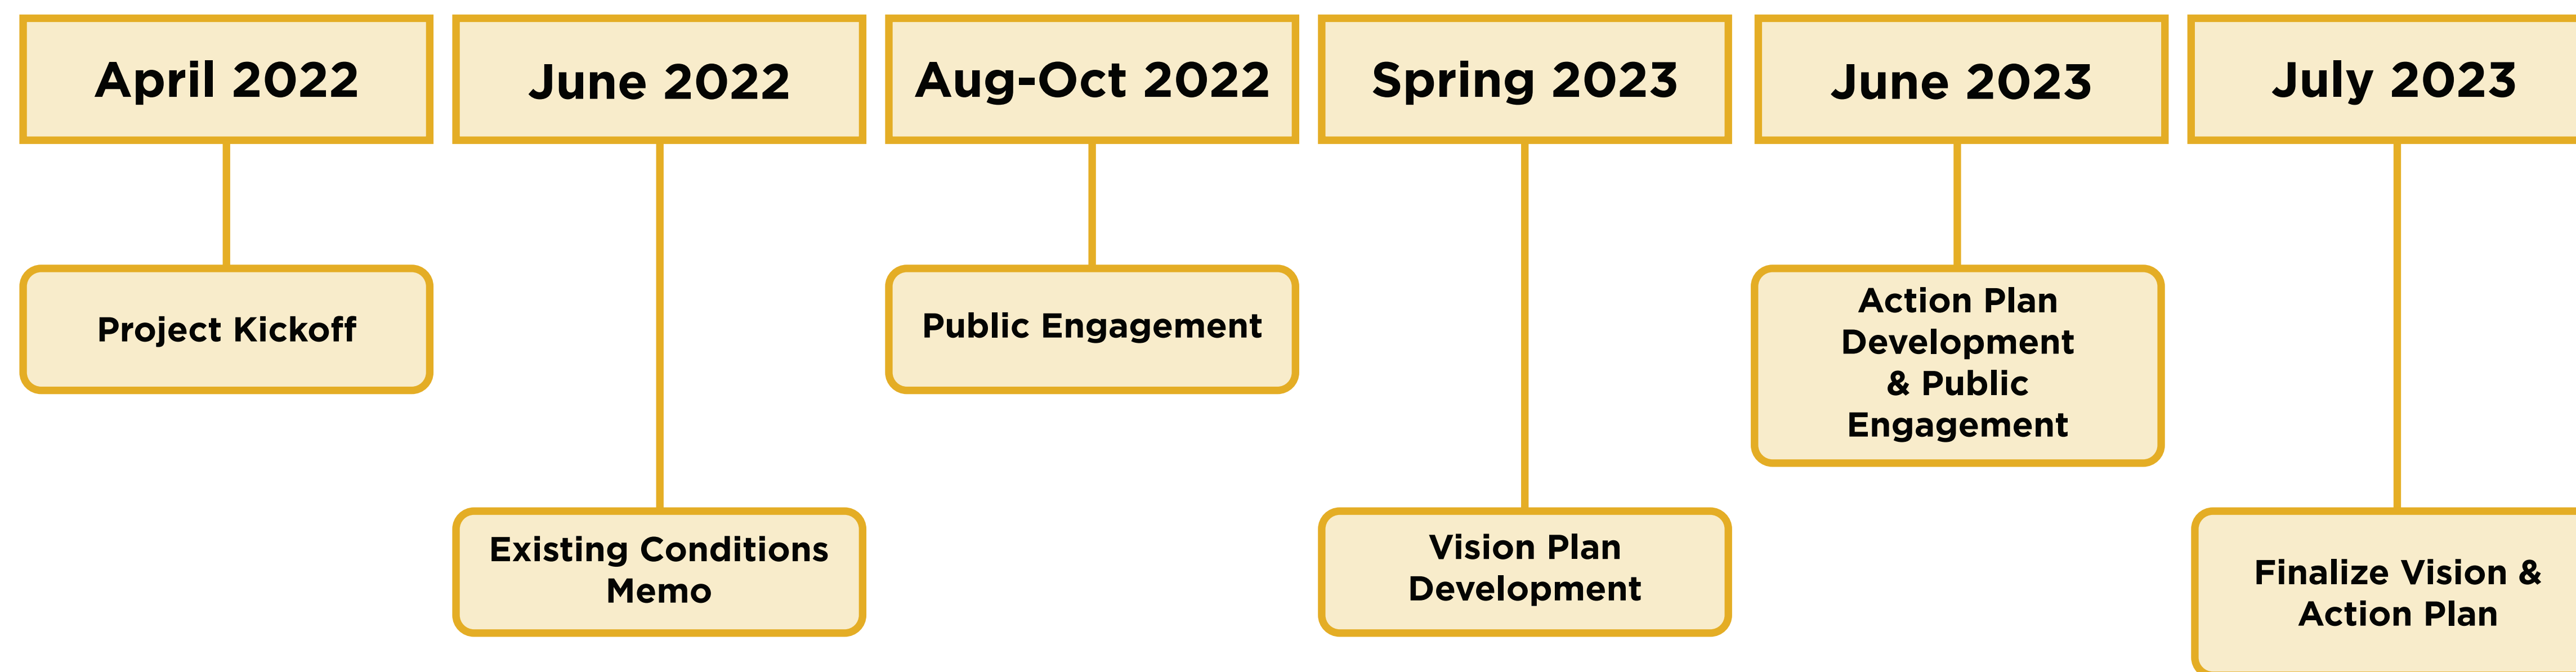 April 2022
June 2022
Aug-Oct 2022
Spring 2023
June 2023
July 2023
Project Kickoff
Existing Conditions
Memo
Public Engagement
Vision Plan
Development
Action Plan
Development
& Public
Engagement
Finalize Vision &
Action Plan